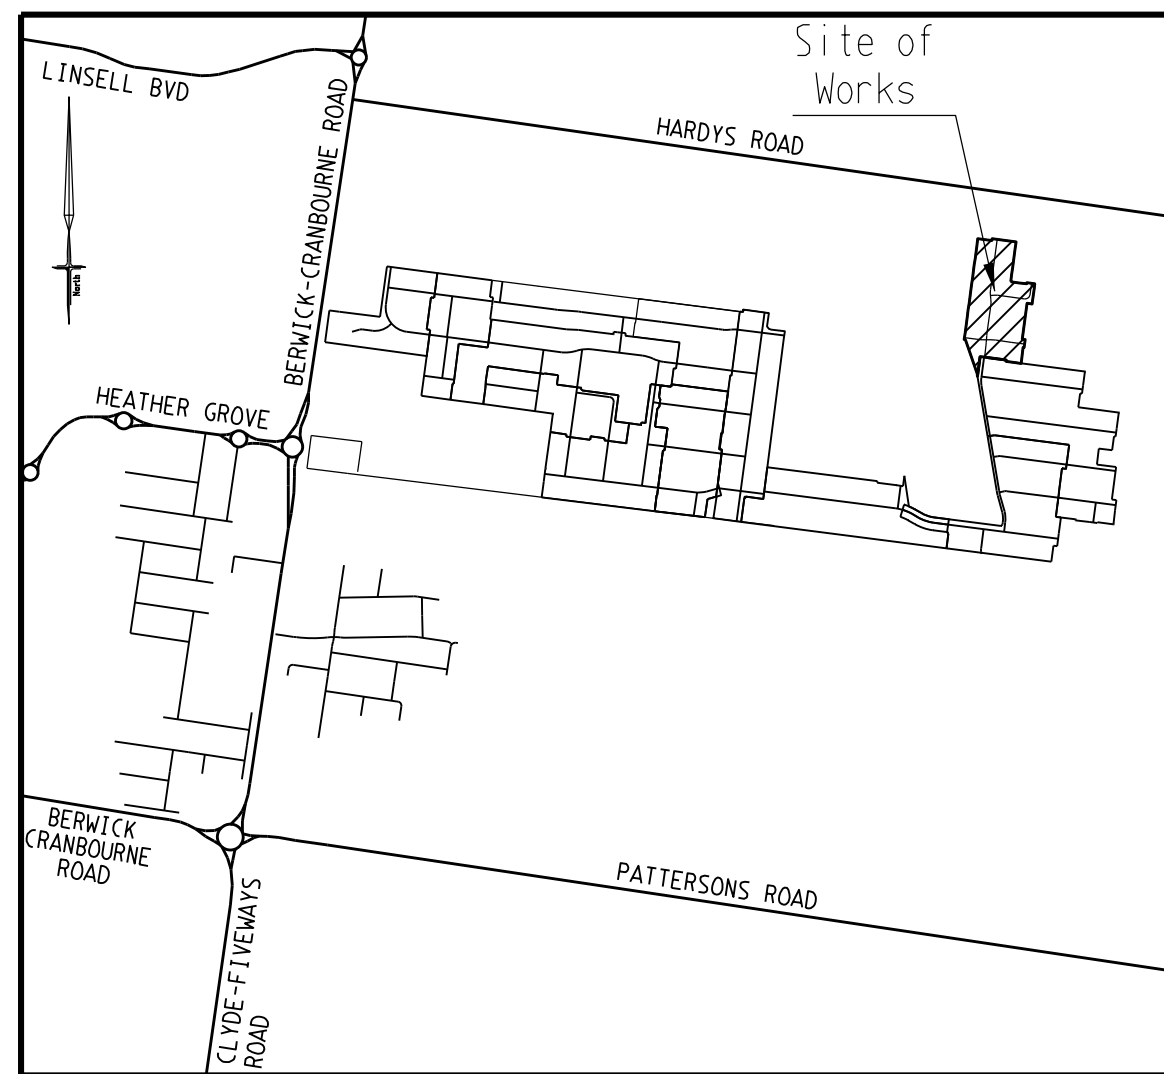 Site of
Works
LINSELL BVD
HARDYS ROAD
BERWICK-CRANBOURNE ROAD
North
HEATHER GROVE
BERWICK
CRANBOURNE
ROAD
PATTERSONS ROAD
CLYDE-FIVEWAYS
ROAD